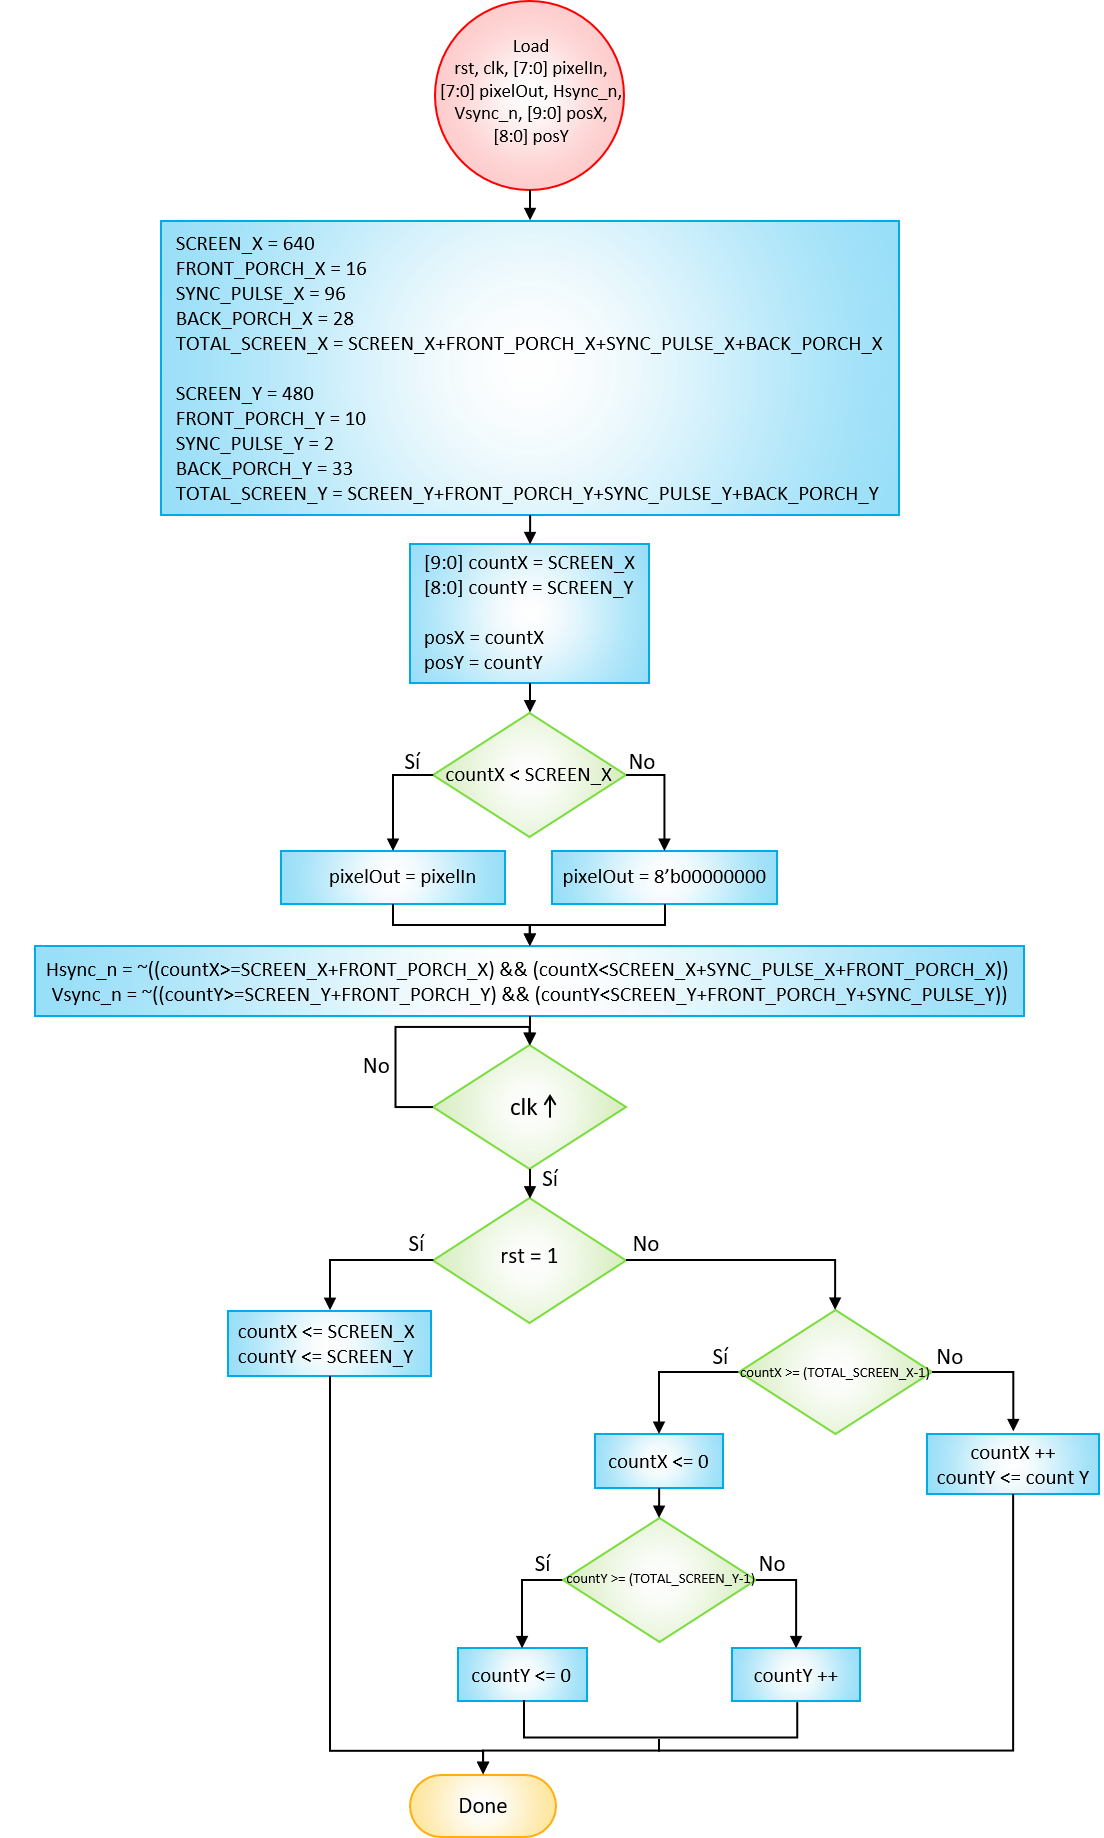 Load
rst, clk, [7:0] pixelIn,
[7:0] pixelOut, Hsync_n,
Vsync_n, [9:0] posX,
[8:0] posY
SCREEN_X = 640
FRONT_PORCH_X = 16
SYNC_PULSE_X = 96
BACK_PORCH_X = 28
TOTAL_SCREEN_X = SCREEN_X+FRONT_PORCH_X+SYNC_PULSE_X+BACK_PORCH_X
SCREEN_Y = 480
FRONT_PORCH_Y = 10
SYNC_PULSE_Y = 2
BACK_PORCH_Y = 33
TOTAL_SCREEN_Y = SCREEN_Y+FRONT_PORCH_Y+SYNC_PULSE_Y+BACK_PORCH_Y
[9:0] countX = SCREEN_X
[8:0] countY = SCREEN_Y
posX = countX
posY = countY
Sí
No
countX < SCREEN_X
pixelOut = pixelIn
pixelOut = 8’b00000000
Hsync_n = ~((countX>=SCREEN_X+FRONT_PORCH_X) && (countX<SCREEN_X+SYNC_PULSE_X+FRONT_PORCH_X))
Vsync_n = ~((countY>=SCREEN_Y+FRONT_PORCH_Y) && (countY<SCREEN_Y+FRONT_PORCH_Y+SYNC_PULSE_Y))
No
clk ↑
Sí
Sí
rst = 1
No
countX <= SCREEN_X
countY <= SCREEN_Y
Sí
countX >= (TOTAL_SCREEN_X-1)
No
countX <= 0
countX ++
countY <= count Y
Sí
countY >= (TOTAL_SCREEN_Y-1)
No
countY <= 0
countY ++
Done